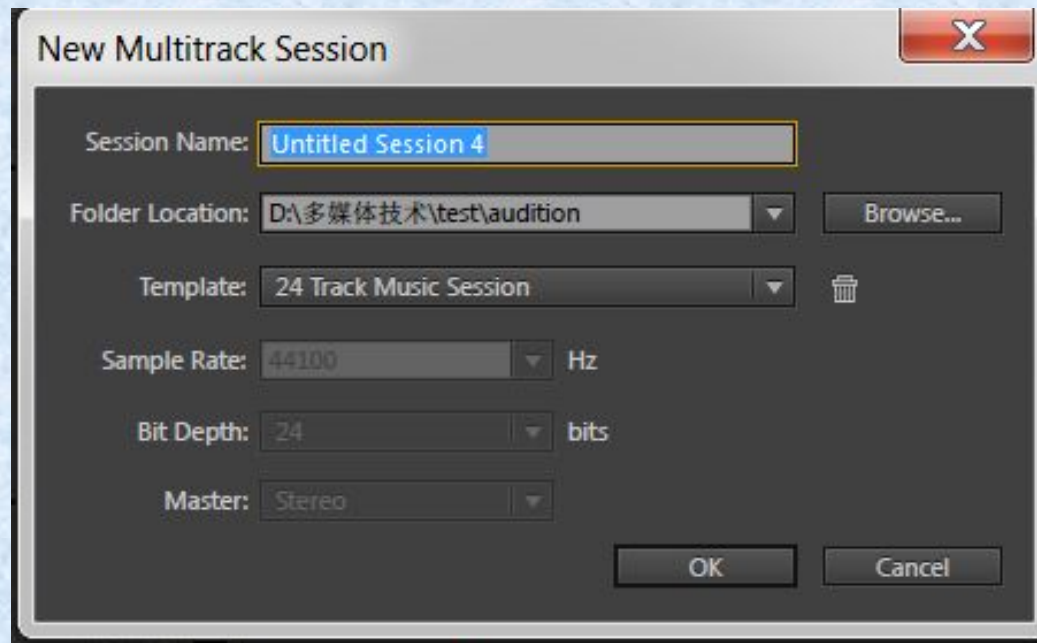 New Multitrack Session
Session Name: Untitled Session 4
Folder Location: D:\多媒体技术\test\audition Browse...
Template: 24 Track Music Session
Sample Rate: 44100 Hz
Bit Depth: 24 bits
Master: Stereo
OK Cancel